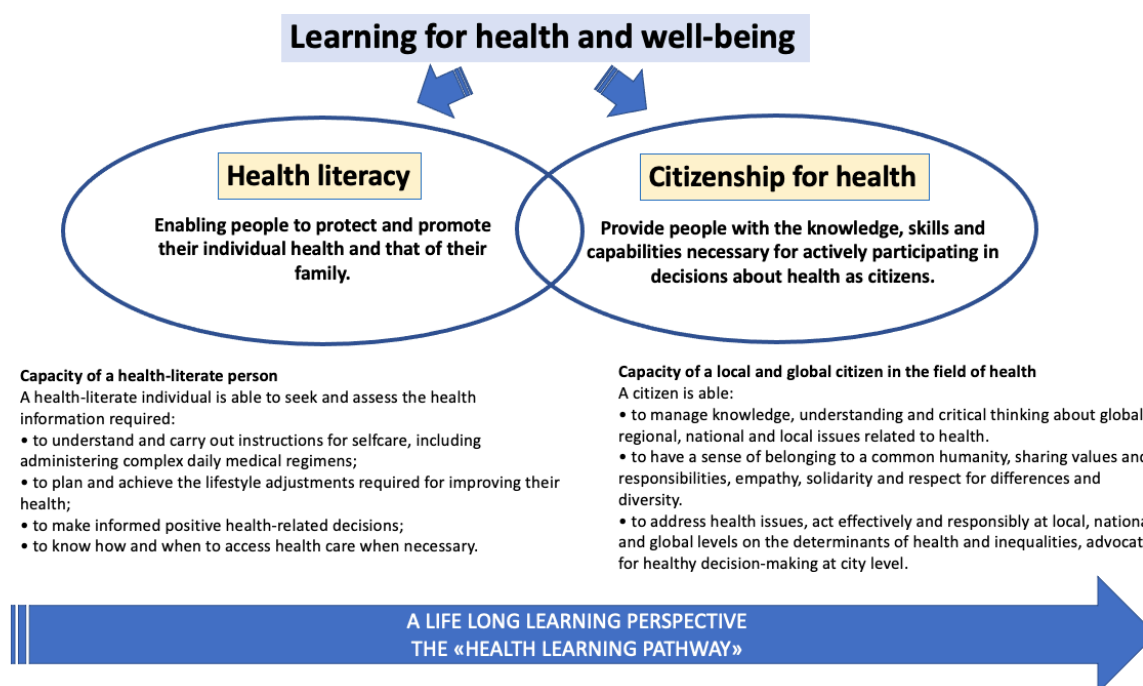 Learning for health and well-being
Health literacy
Enabling people to protect and promote
their individual health and that of their
family.
Citizenship for health
Provide people with the knowledge, skills and
capabilities necessary for actively participating in
decisions about health as citizens.
Capacity of a health-literate person
A health-literate individual is able to seek and assess the health
information required:
• to understand and carry out instructions for selfcare, including
administering complex daily medical regimens;
• to plan and achieve the lifestyle adjustments required for improving their
health;
• to make informed positive health-related decisions;
• to know how and when to access health care when necessary.
Capacity of a local and global citizen in the field of health
A citizen is able:
• to manage knowledge, understanding and critical thinking about global
regional, national and local issues related to health.
• to have a sense of belonging to a common humanity, sharing values and
responsibilities, empathy, solidarity and respect for differences and
diversity.
• to address health issues, act effectively and responsibly at local, nationa
and global levels on the determinants of health and inequalities, advocat
for healthy decision-making at city level.
A LIFE LONG LEARNING PERSPECTIVE
THE «HEALTH LEARNING PATHWAY»